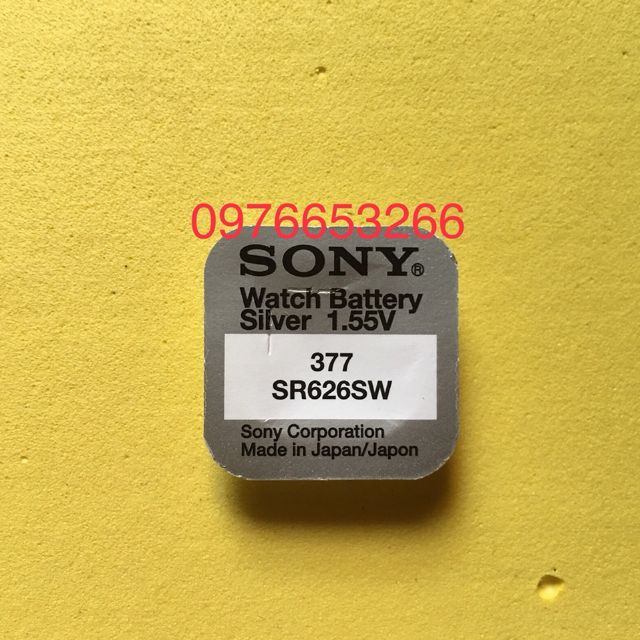 0976653266
SONY®
Watch Battery
Silver 1.55V
377
SR626SW
Sony Corporation
Made in Japan/Japon